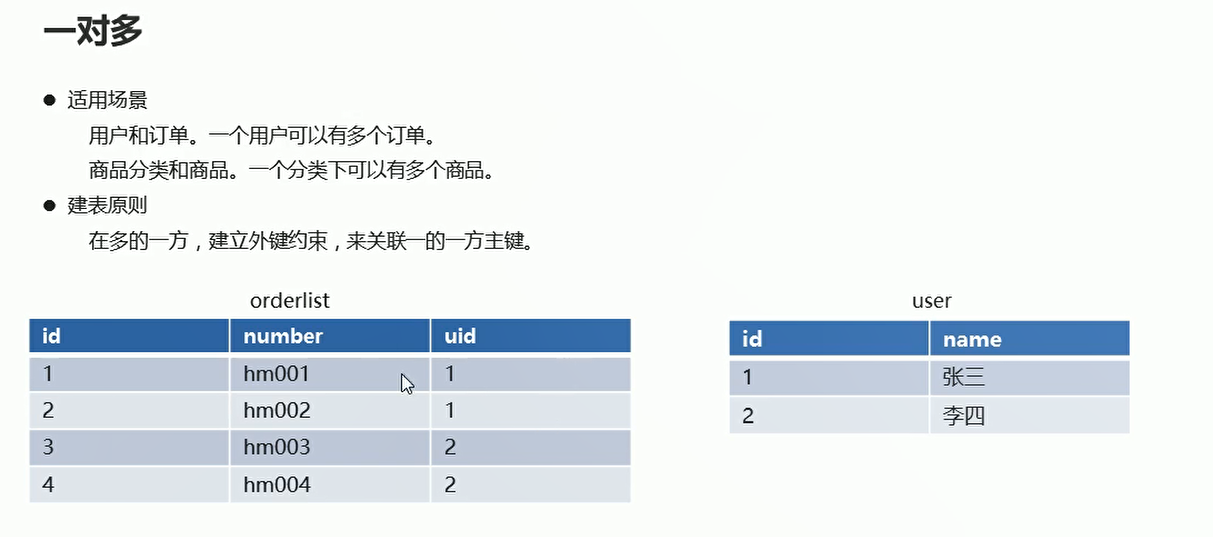 一对多
● 适用场景
用户和订单。一个用户可以有多个订单。
商品分类和商品。一个分类下可以有多个商品。
● 建表原则
在多的一方，建立外键约束，来关联一的一方主键。
orderlist
id number uid
1 hm001 1
2 hm002 1
3 hm003 2
4 hm004 2
user
id name
1 张三
2 李四